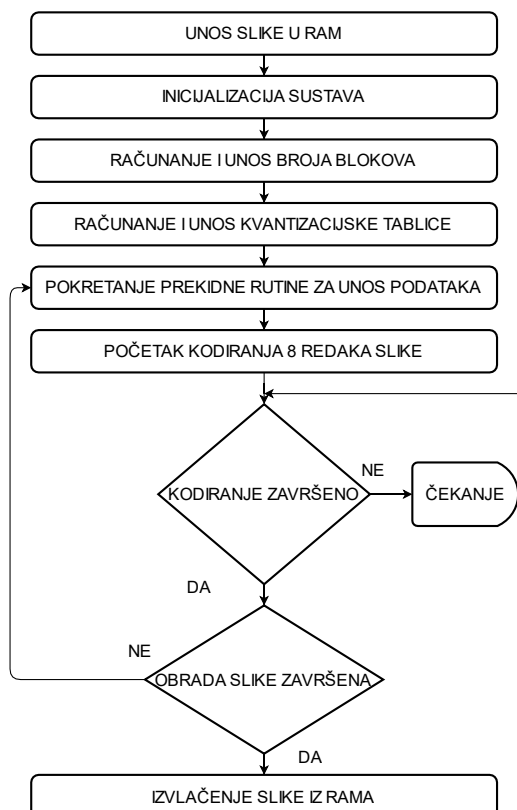 UNOS SLIKE U RAM
INICIJALIZACIJA SUSTAVA
RAČUNANJE I UNOS BROJA BLOKOVA
RAČUNANJE I UNOS KVANTIZACIJSKE TABLICE
POKRETANJE PREKIDNE RUTINE ZA UNOS PODATAKA
POČETAK KODIRANJA 8 REDAKA SLIKE
KODIRANJE ZAVRŠENO
NE
ČEKANJE
DA
NE
OBRADA SLIKE ZAVRŠENA
DA
IZVLAČENJE SLIKE IZ RAMA